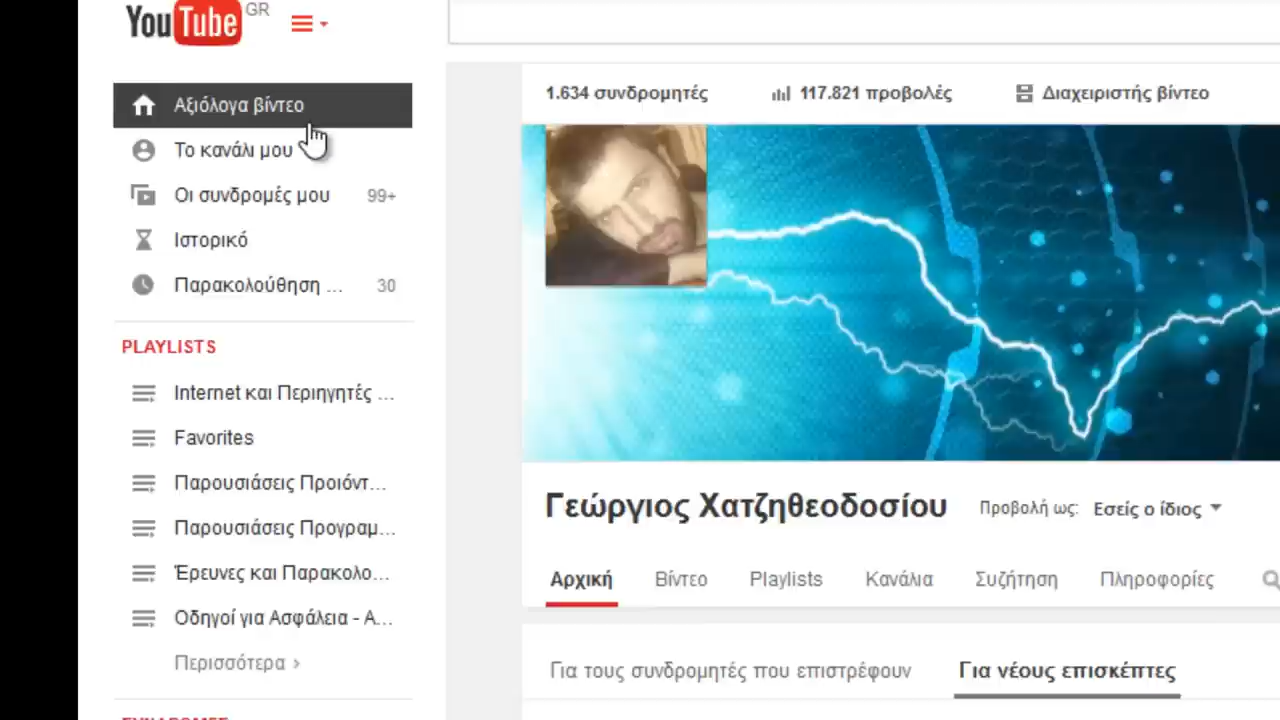 YouTube GR
Αξιόλογα βίντεο
Το κανάλι μου
Οι συνδρομές μου 99+
Ιστορικό
Παρακολούθηση ... 30
PLAYLISTS
Internet και Περιηγητές ...
Favorites
Παρουσιάσεις Προιόντ...
Παρουσιάσεις Προγραμ...
Έρευνες και Παρακολο...
Οδηγοί για Ασφάλεια - Α...
Περισσότερα ›
1.634 συνδρομητές 117.821 προβολές Διαχειριστής βίντεο
Γεώργιος Χατζηθεοδοσίου Προβολή ως: Εσείς ο ίδιος
Αρχική Βίντεο Playlists Κανάλια Συζήτηση Πληροφορίες
Για τους συνδρομητές που επιστρέφουν Για νέους επισκέπτες